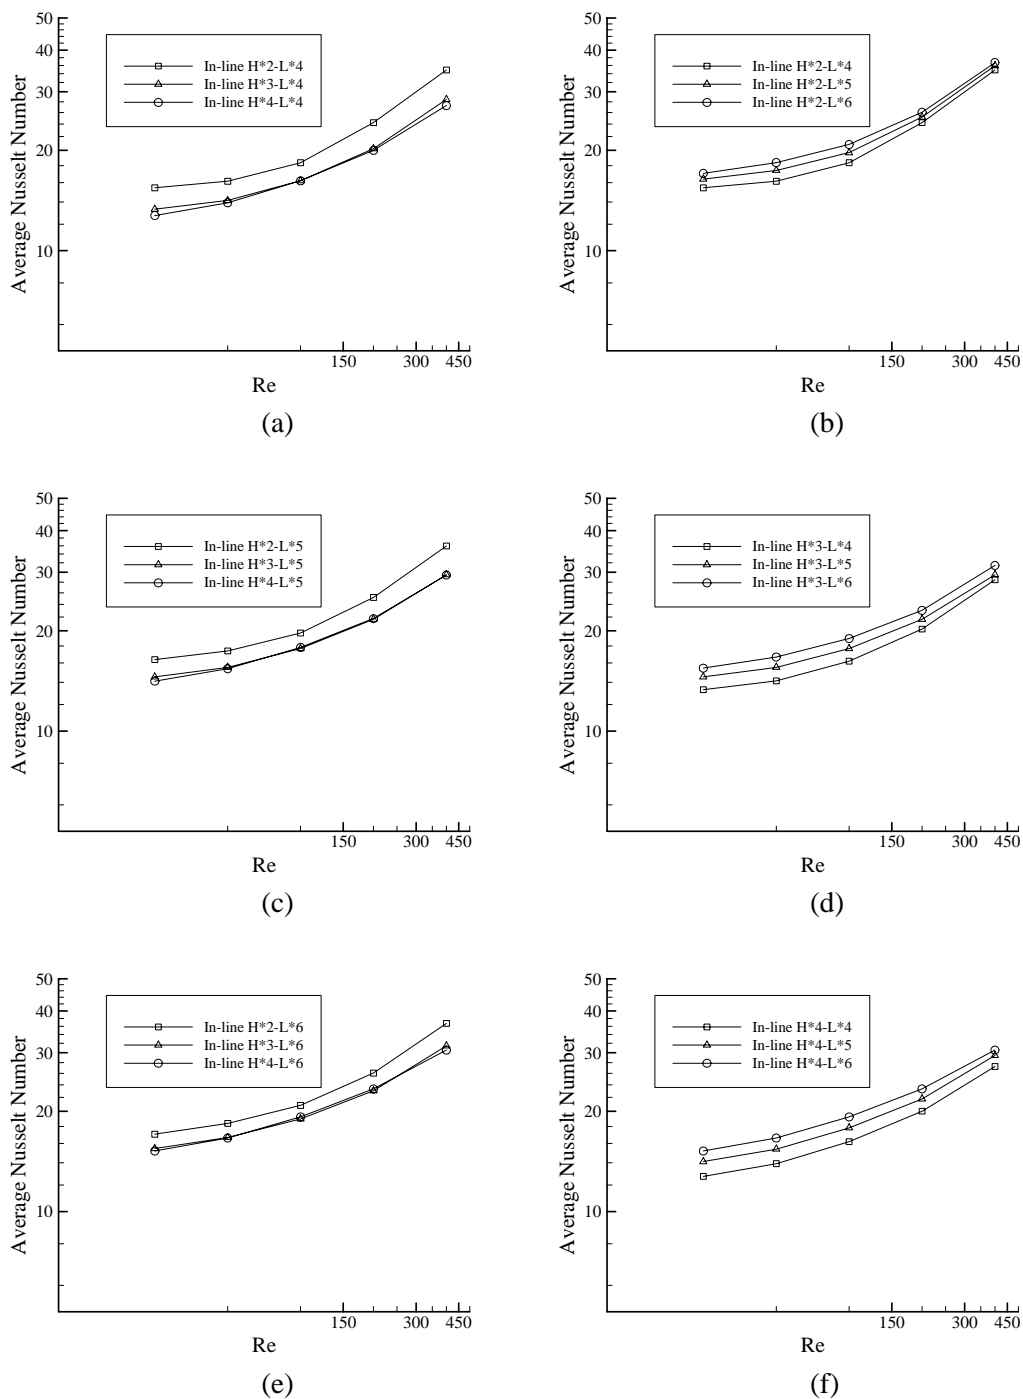 50
40
30
20
10
Average Nusselt Number
In-line H*2-L*4
In-line H*3-L*4
In-line H*4-L*4
150 300 450
Re
(a)
50
40
30
20
10
Average Nusselt Number
In-line H*2-L*4
In-line H*2-L*5
In-line H*2-L*6
150 300 450
Re
(b)
50
40
30
20
10
Average Nusselt Number
In-line H*2-L*5
In-line H*3-L*5
In-line H*4-L*5
150 300 450
Re
(c)
50
40
30
20
10
Average Nusselt Number
In-line H*3-L*4
In-line H*3-L*5
In-line H*3-L*6
150 300 450
Re
(d)
50
40
30
20
10
Average Nusselt Number
In-line H*2-L*6
In-line H*3-L*6
In-line H*4-L*6
150 300 450
Re
(e)
50
40
30
20
10
Average Nusselt Number
In-line H*4-L*4
In-line H*4-L*5
In-line H*4-L*6
150 300 450
Re
(f)